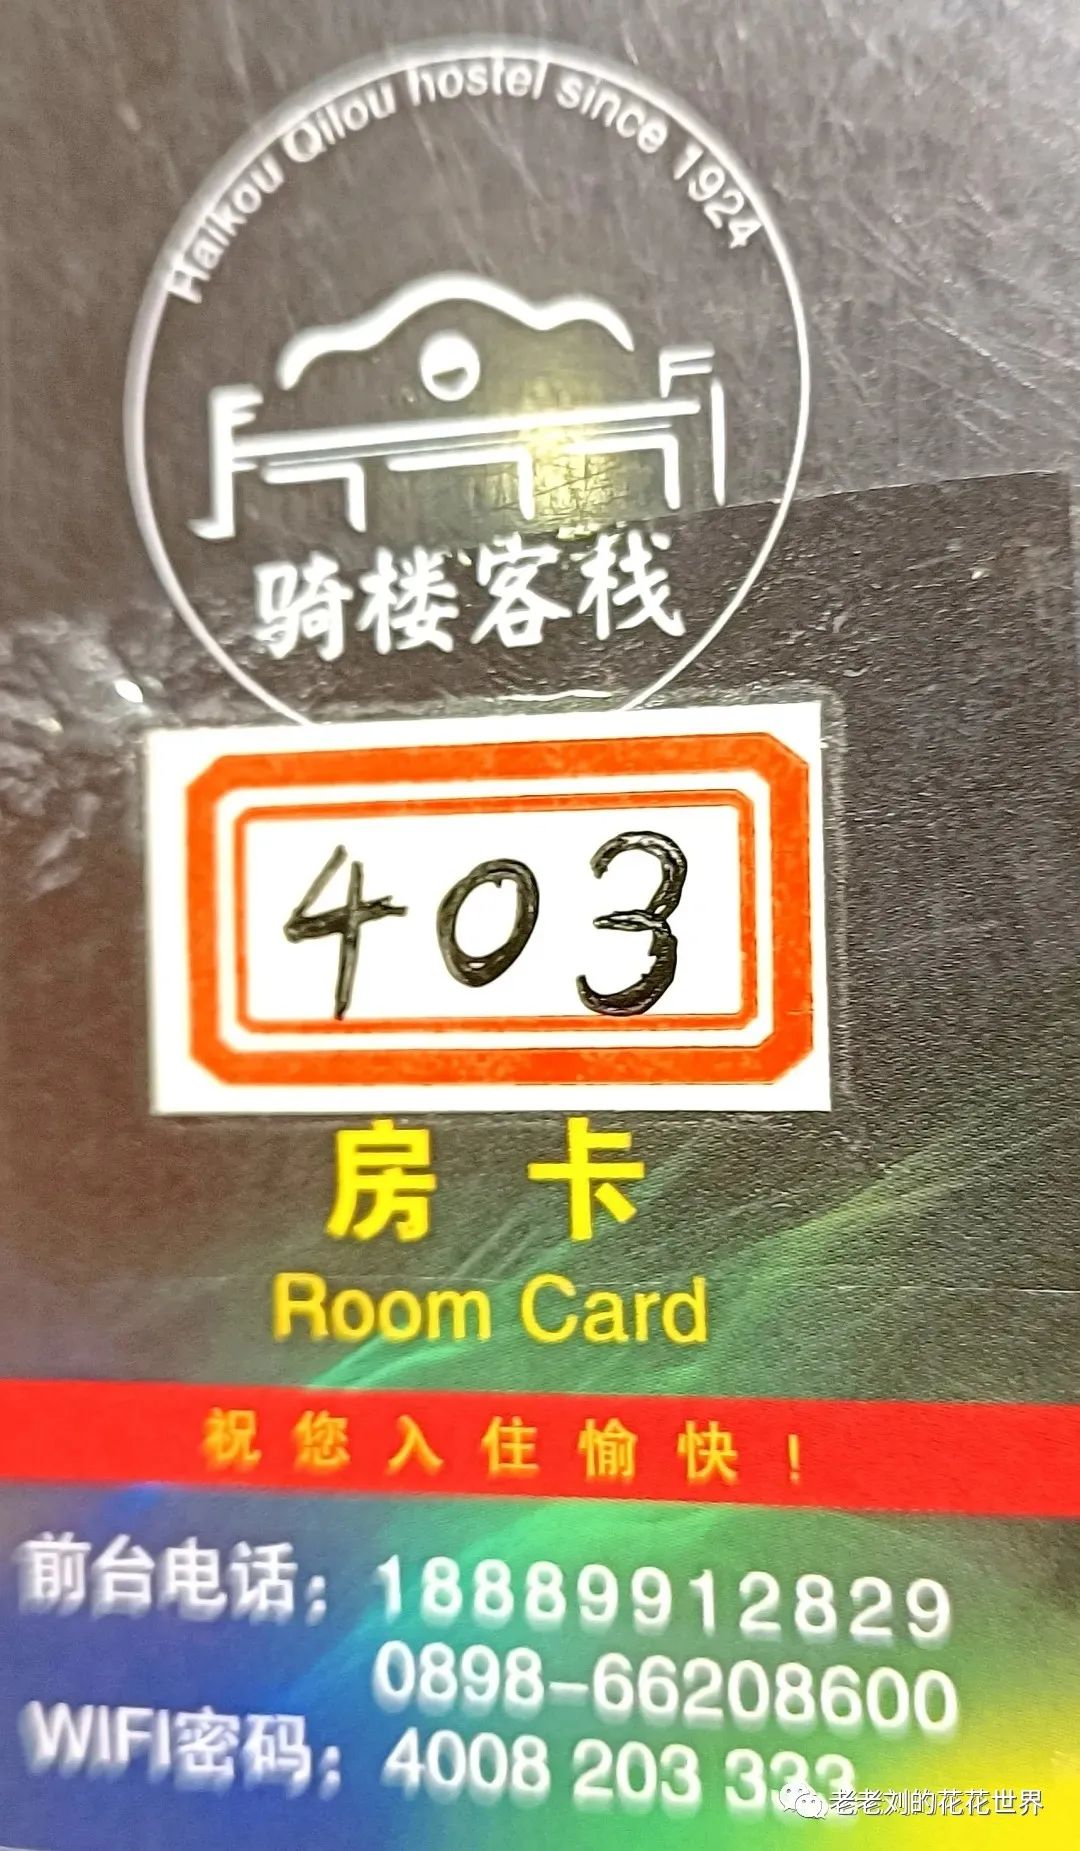 Haikou Qilou hostel since 1924
骑楼客栈
403
房卡
Room Card
祝您入住愉快!
前台电话: 18889912829
0898-66208600
WIFI密码: 4008 203 333
老老刘的花花世界